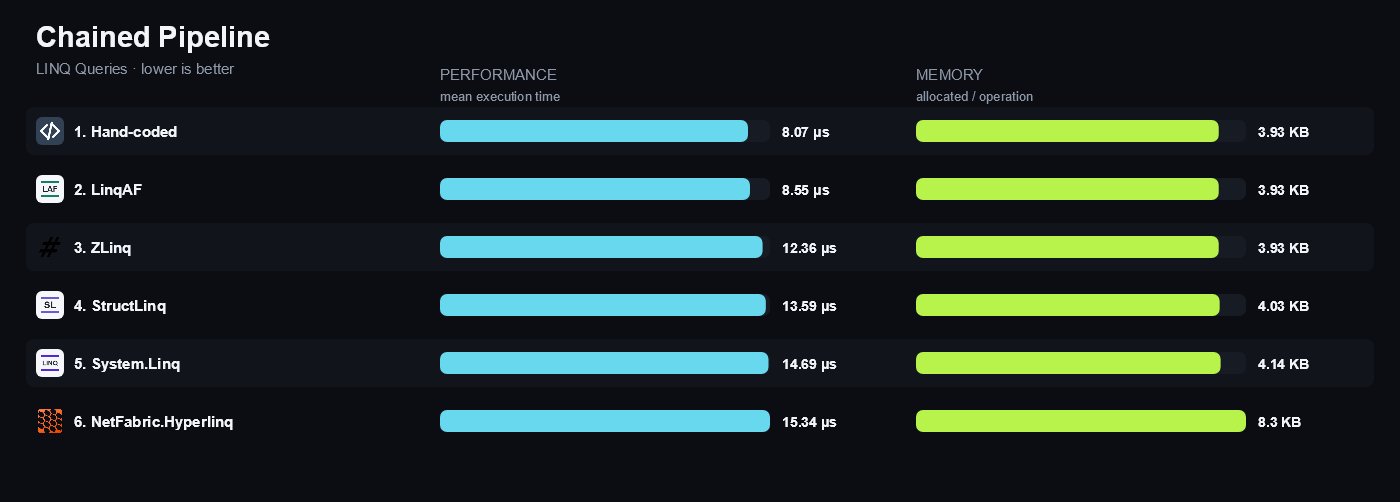 Chained Pipeline
LINQ Queries · lower is better
PERFORMANCE
mean execution time
MEMORY
allocated / operation
1. Hand-coded 8.07 µs 3.93 KB
LAF 2. LinqAF 8.55 µs 3.93 KB
# 3. ZLinq 12.36 µs 3.93 KB
SL 4. StructLinq 13.59 µs 4.03 KB
LINQ 5. System.Linq 14.69 µs 4.14 KB
6. NetFabric.Hyperlinq 15.34 µs 8.3 KB